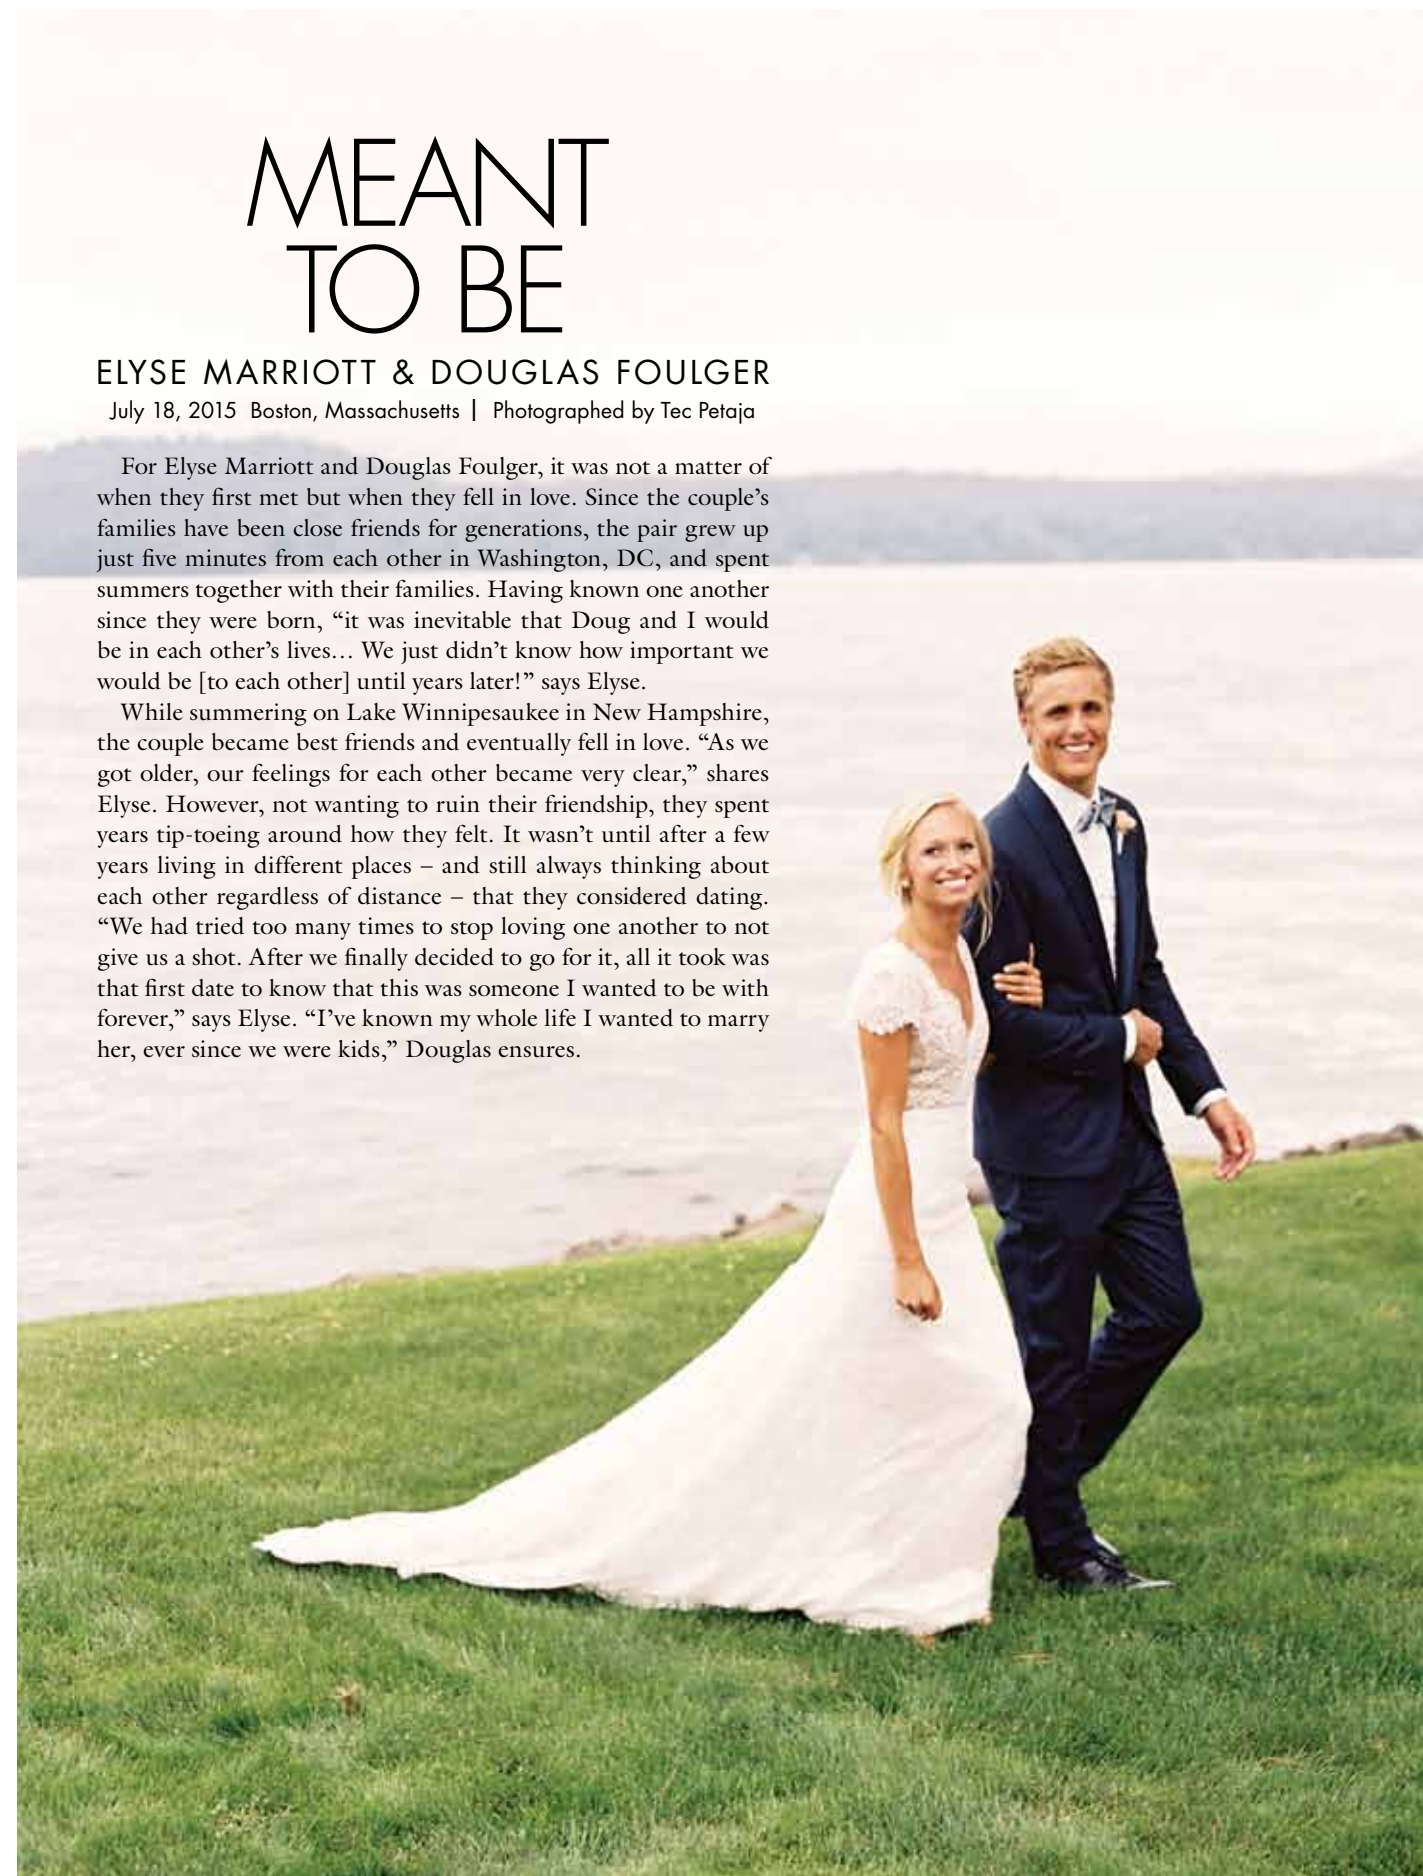 MEANT
TO BE
ELYSE MARRIOTT & DOUGLAS FOULGER
July 18, 2015 Boston, Massachusetts | Photographed by Tec Petaja
For Elyse Marriott and Douglas Foulger, it was not a matter of
when they first met but when they fell in love. Since the couple’s
families have been close friends for generations, the pair grew up
just five minutes from each other in Washington, DC, and spent
summers together with their families. Having known one another
since they were born, “it was inevitable that Doug and I would
be in each other’s lives… We just didn’t know how important we
would be [to each other] until years later!” says Elyse.
While summering on Lake Winnipesaukee in New Hampshire,
the couple became best friends and eventually fell in love. “As we
got older, our feelings for each other became very clear,” shares
Elyse. However, not wanting to ruin their friendship, they spent
years tip-toeing around how they felt. It wasn’t until after a few
years living in different places – and still always thinking about
each other regardless of distance – that they considered dating.
“We had tried too many times to stop loving one another to not
give us a shot. After we finally decided to go for it, all it took was
that first date to know that this was someone I wanted to be with
forever,” says Elyse. “I’ve known my whole life I wanted to marry
her, ever since we were kids,” Douglas ensures.